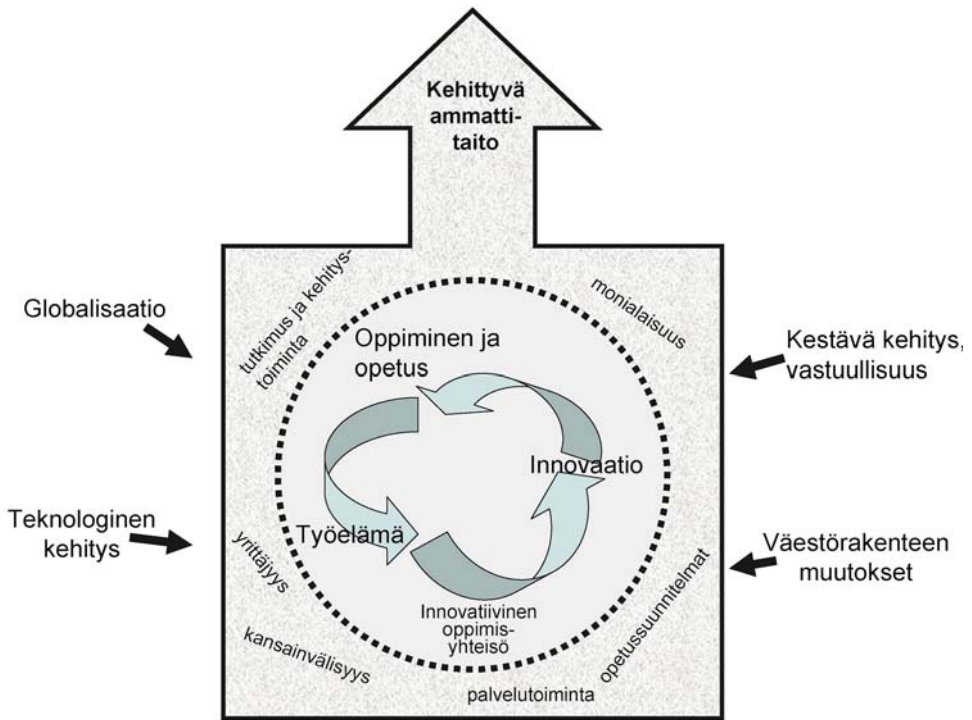 Kehittyvä
ammatti-
taito
tutkimus ja kehitys-
toiminta
monialaisuus
Globalisaatio
Oppiminen ja
opetus
Kestävä kehitys,
vastuullisuus
Innovaatio
Teknologinen
kehitys
Työelämä
yrittäjyys
Väestörakenteen
muutokset
Innovatiivinen
oppimis-
yhteisö
opetussuunnitelmat
kansainvälisyys
palvelutoiminta